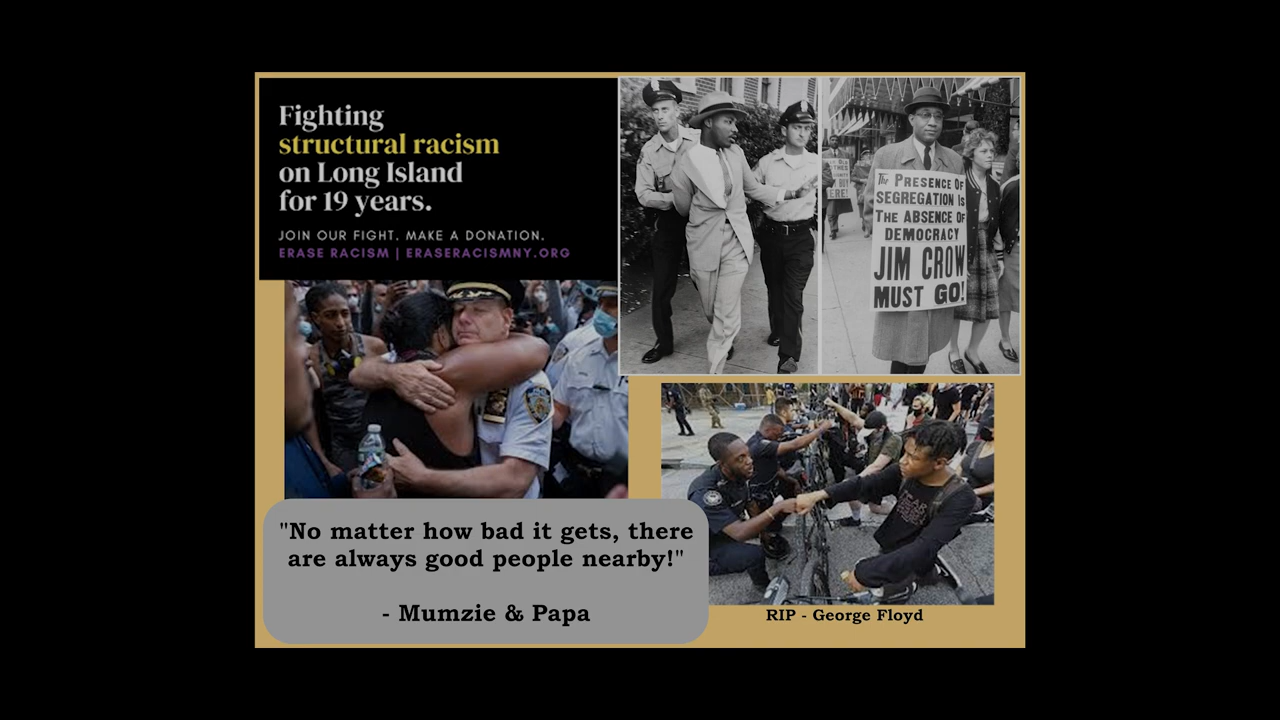 Fighting
structural racism
on Long Island
for 19 years.
JOIN OUR FIGHT. MAKE A DONATION.
ERASE RACISM | ERASERACISMNY.ORG
The PRESENCE OF
SEGREGATION IS
THE ABSENCE OF
DEMOCRACY
JIM CROW
MUST GO!
"No matter how bad it gets, there
are always good people nearby!"
- Mumzie & Papa
RIP - George Floyd